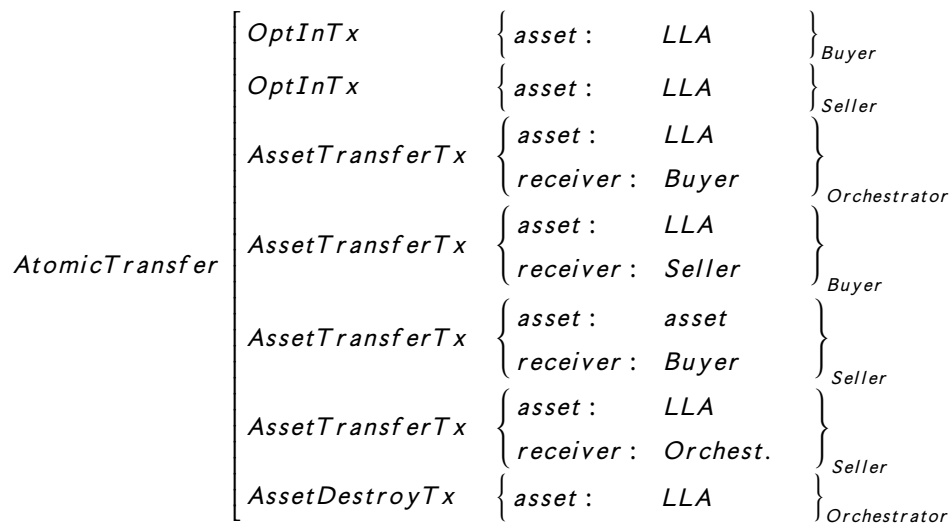 OptInTx { asset : LLA } Buyer
OptInTx { asset : LLA } Seller
AssetTransferTx { asset : LLA
receiver : Buyer } Orchestrator
AssetTransferTx { asset : LLA
receiver : Seller } Buyer
AtomicTransfer
AssetTransferTx { asset : asset
receiver : Buyer } Seller
AssetTransferTx { asset : LLA
receiver : Orchest. } Seller
AssetDestroyTx { asset : LLA } Orchestrator